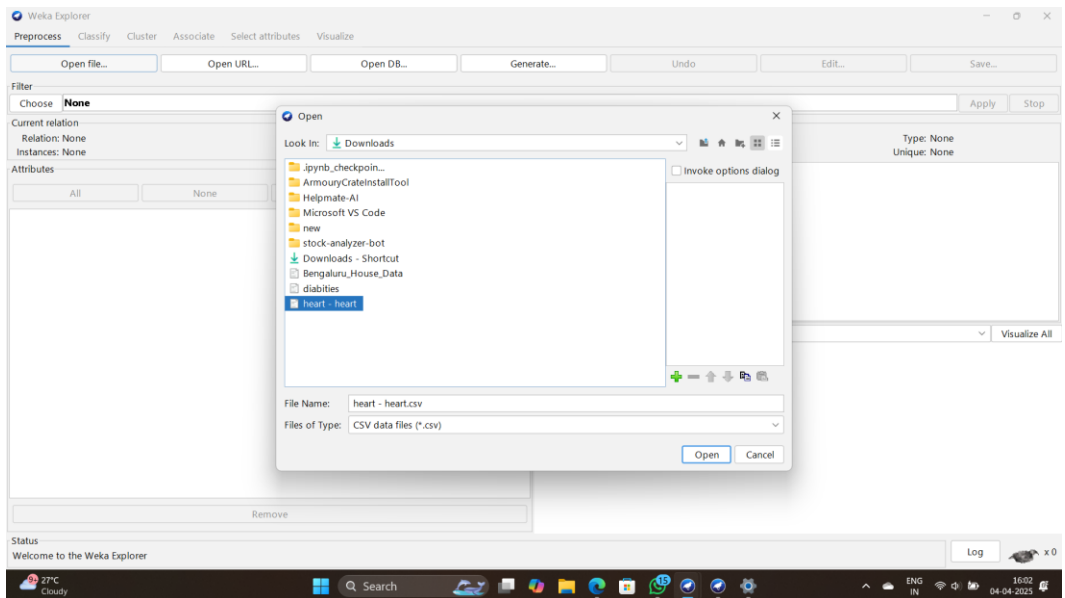 Weka Explorer
Preprocess Classify Cluster Associate Select attributes Visualize
Open file... Open URL... Open DB... Generate... Undo Edit... Save...
Filter
Choose None Apply Stop
Current relation
Relation: None
Instances: None
Type: None
Unique: None
Attributes
All None
Open
Look In: Downloads
.ipynb_checkpoin...
ArmouryCrateInstallTool
Helpmate-AI
Microsoft VS Code
new
stock-analyzer-bot
Downloads - Shortcut
Bengaluru_House_Data
diabities
heart - heart
Invoke options dialog
File Name: heart - heart.csv
Files of Type: CSV data files (*.csv)
Open Cancel
Visualize All
Remove
Status
Welcome to the Weka Explorer
Log x 0
9+ 27°C
Cloudy
Search
15
ENG
IN
16:02
04-04-2025